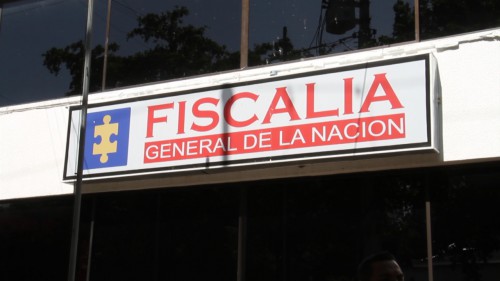 FISCALIA
GENERAL DE LA NACION